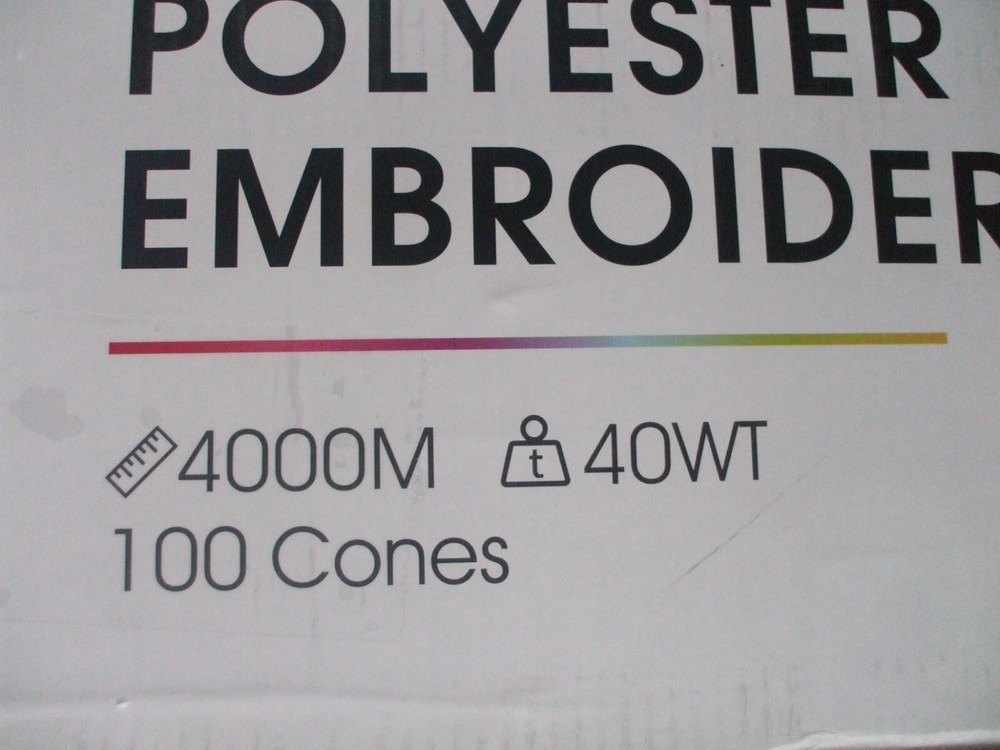 POLYESTER
EMBROIDER
4000M t 40WT
100 Cones